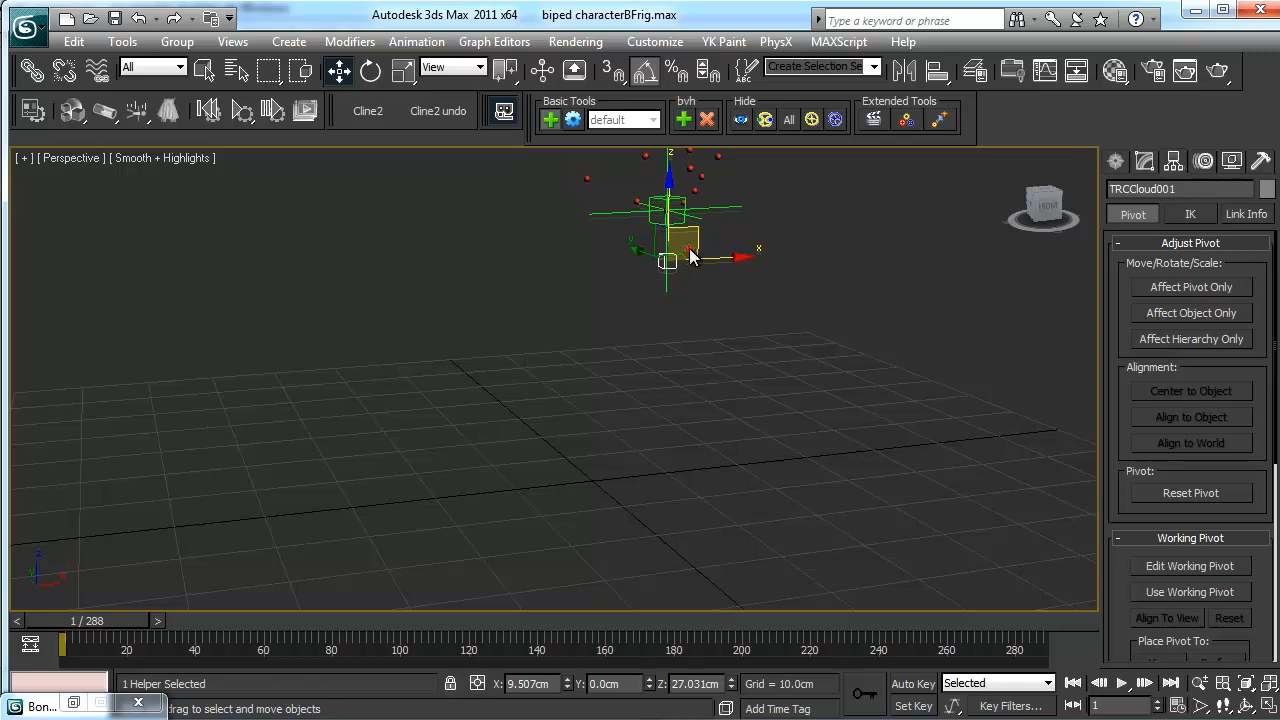 Autodesk 3ds Max 2011 x64 biped characterBFrig.max
Type a keyword or phrase
Edit Tools Group Views Create Modifiers Animation Graph Editors Rendering Customize YK Paint PhysX MAXScript Help
All View Create Selection Se
Basic Tools bvh Hide Extended Tools
Cline2 Cline2 undo default All
[ + ] [ Perspective ] [ Smooth + Highlights ]
z
y
x
FRONT
TRCCloud001
Pivot IK Link Info
- Adjust Pivot
Move/Rotate/Scale:
Affect Pivot Only
Affect Object Only
Affect Hierarchy Only
Alignment:
Center to Object
Align to Object
Align to World
Pivot:
Reset Pivot
- Working Pivot
Edit Working Pivot
Use Working Pivot
Align To View Reset
Place Pivot To:
z
y
x
< 1 / 288 >
20 40 60 80 100 120 140 160 180 200 220 240 260 280
1 Helper Selected X: 9.507cm Y: 0.0cm Z: 27.031cm Grid = 10.0cm Auto Key Selected
Bon... drag to select and move objects Add Time Tag Set Key Key Filters... 1